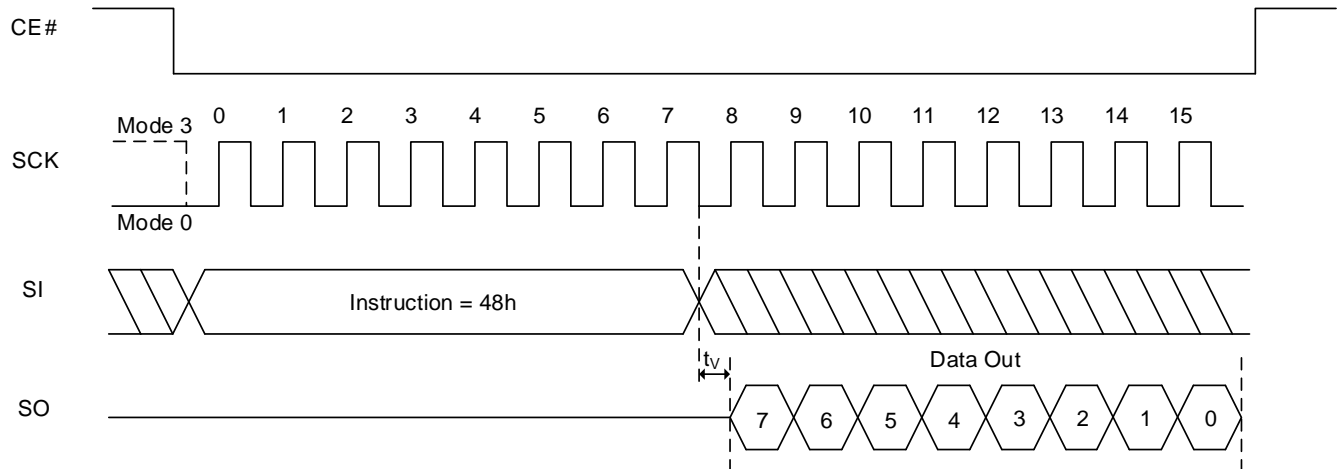 CE#
0 1 2 3 4 5 6 7 8 9 10 11 12 13 14 15
Mode 3
SCK
Mode 0
SI
Instruction = 48h
tV
Data Out
SO
7 6 5 4 3 2 1 0